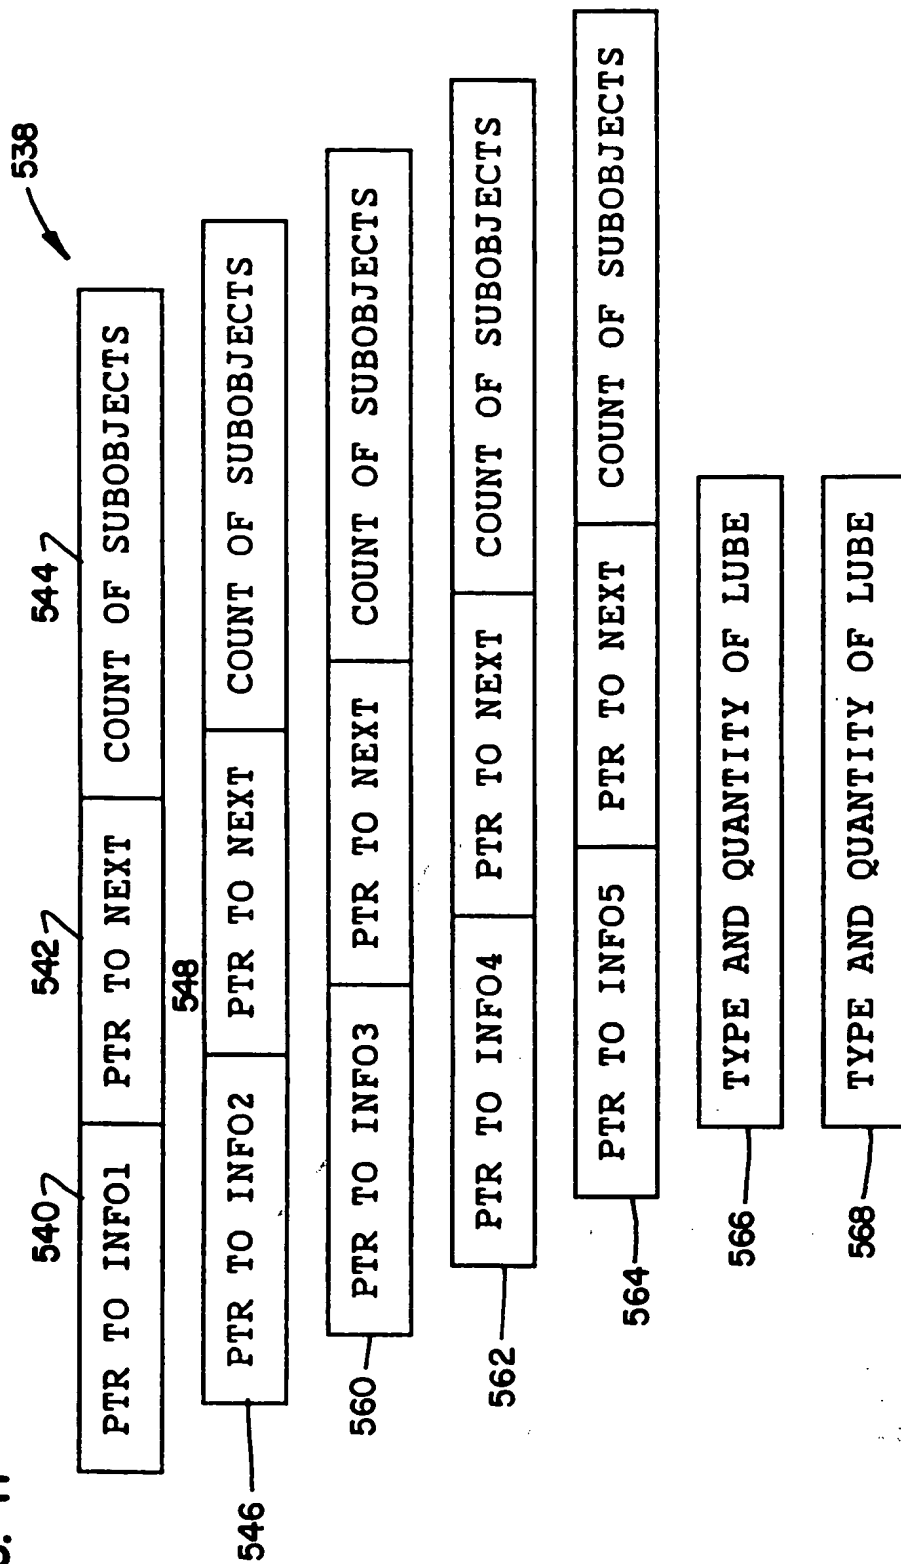 538
540 542 544
PTR TO INFO1 PTR TO NEXT COUNT OF SUBOBJECTS
548
546 PTR TO INFO2 PTR TO NEXT COUNT OF SUBOBJECTS
560 PTR TO INFO3 PTR TO NEXT COUNT OF SUBOBJECTS
562 PTR TO INFO4 PTR TO NEXT COUNT OF SUBOBJECTS
564 PTR TO INFO5 PTR TO NEXT COUNT OF SUBOBJECTS
566 TYPE AND QUANTITY OF LUBE
568 TYPE AND QUANTITY OF LUBE